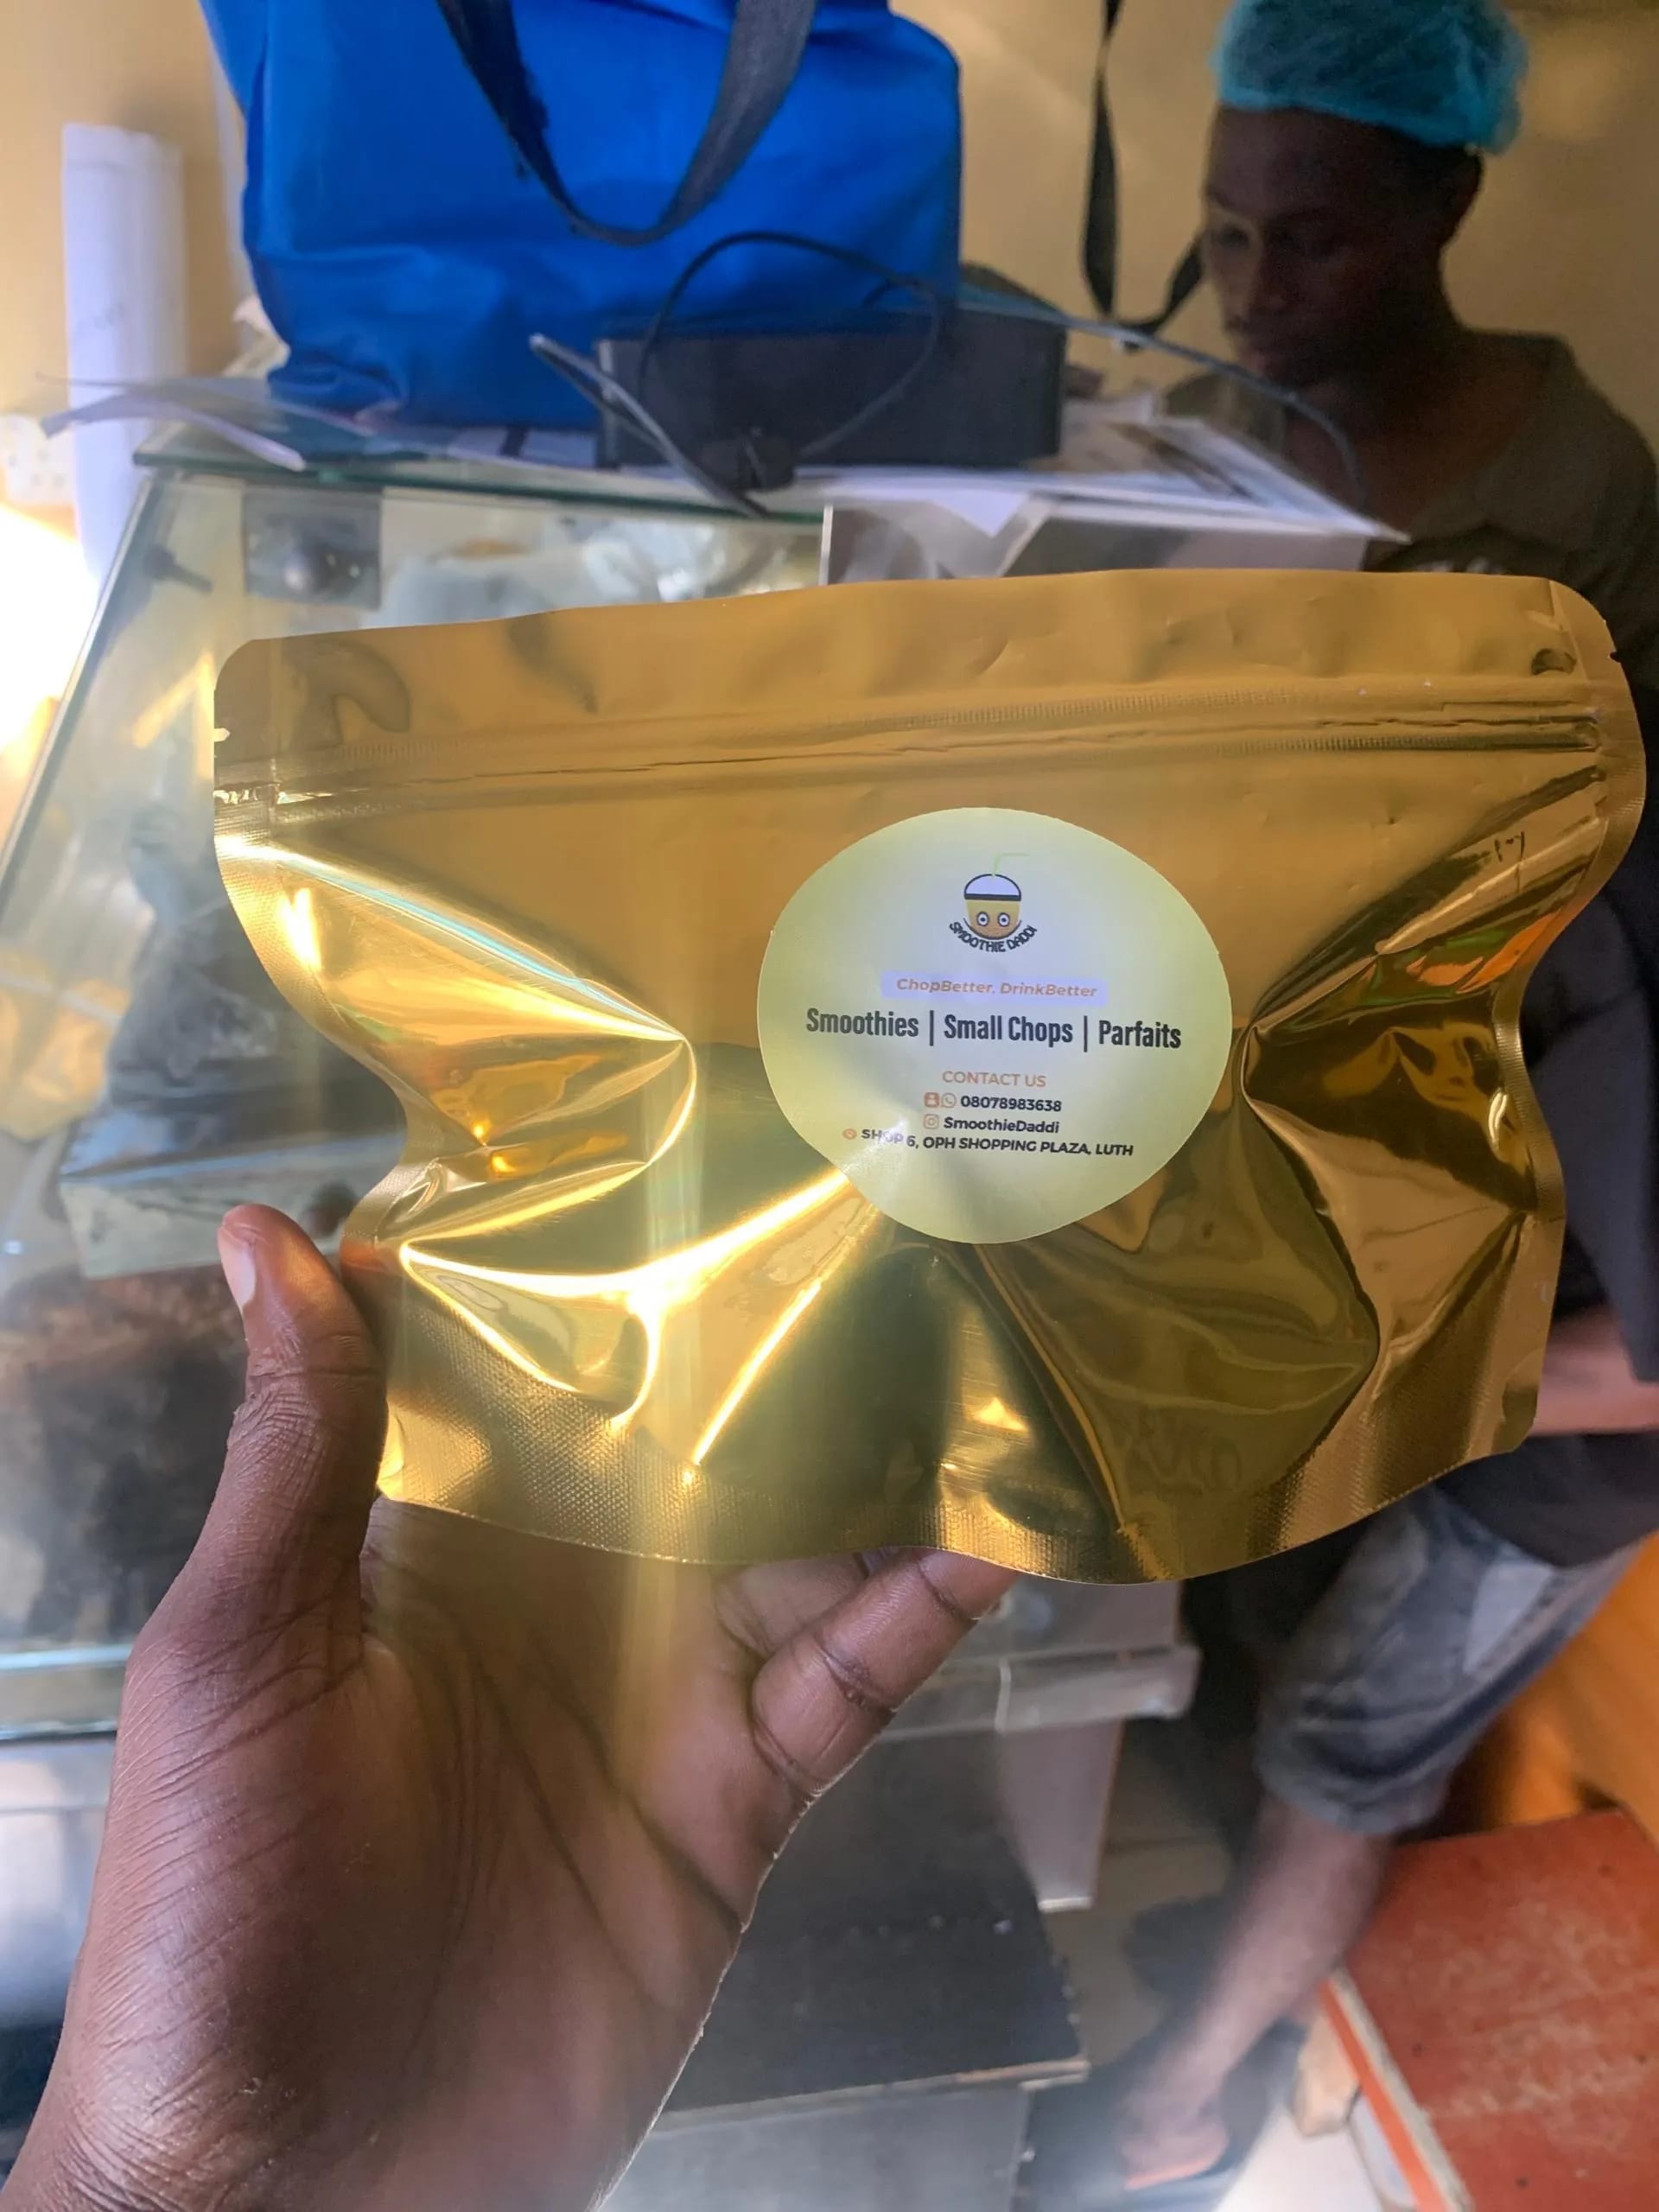 SMOOTHIE DADDI
ChopBetter. DrinkBetter
Smoothies | Small Chops | Parfaits
CONTACT US
08078983638
SmoothieDaddi
SHOP 6, OPH SHOPPING PLAZA, LUTH